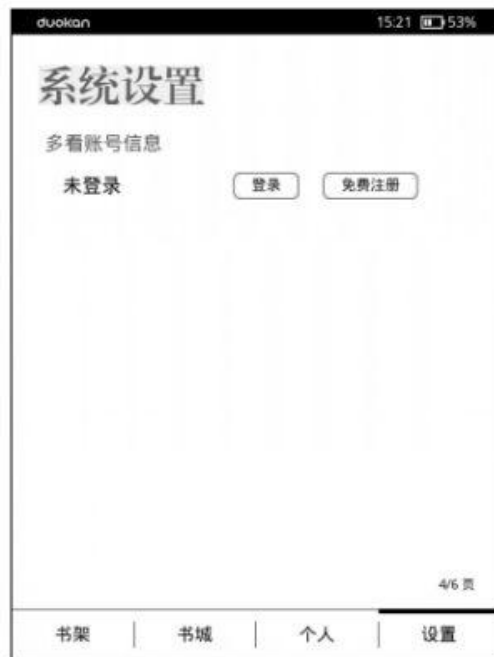 duokan 15:21 53%
系统设置
多看账号信息
未登录 登录 免费注册
4/6 页
书架 书城 个人 设置